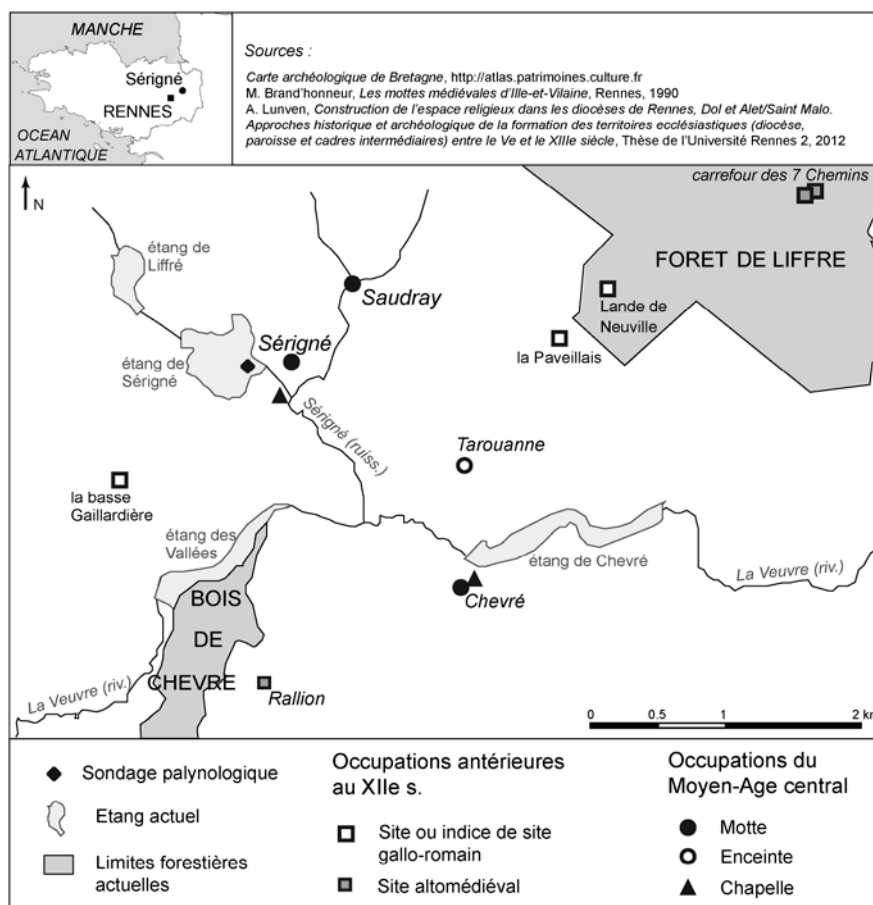 MANCHE
Sérigné
RENNES
OCEAN
ATLANTIQUE
Sources :
Carte archéologique de Bretagne, http://atlas.patrimoines.culture.fr
M. Brand'honneur, Les mottes médiévales d'Ille-et-Vilaine, Rennes, 1990
A. Lunven, Construction de l'espace religieux dans les diocèses de Rennes, Dol et Alet/Saint Malo.
Approches historique et archéologique de la formation des territoires ecclésiastiques (diocèse,
paroisse et cadres intermédiaires) entre le Ve et le XIIIe siècle, Thèse de l'Université Rennes 2, 2012
N
carrefour des 7 Chemins
étang de
Liffré
FORET DE LIFFRE
Saudray
Lande de
Neuville
Sérigné
la Paveillais
étang de
Sérigné
Sérigné (ruiss.)
Tarouanne
la basse
Gaillardière
étang des
Vallées
étang de Chevré
La Veuvre (riv.)
BOIS
DE
CHEVRE
Chevré
Rallion
La Veuvre (riv.)
0 0.5 1 2 km
Sondage palynologique
Etang actuel
Limites forestières
actuelles
Occupations antérieures
au XIIe s.
Site ou indice de site
gallo-romain
Site altomédiéval
Occupations du
Moyen-Age central
Motte
Enceinte
Chapelle